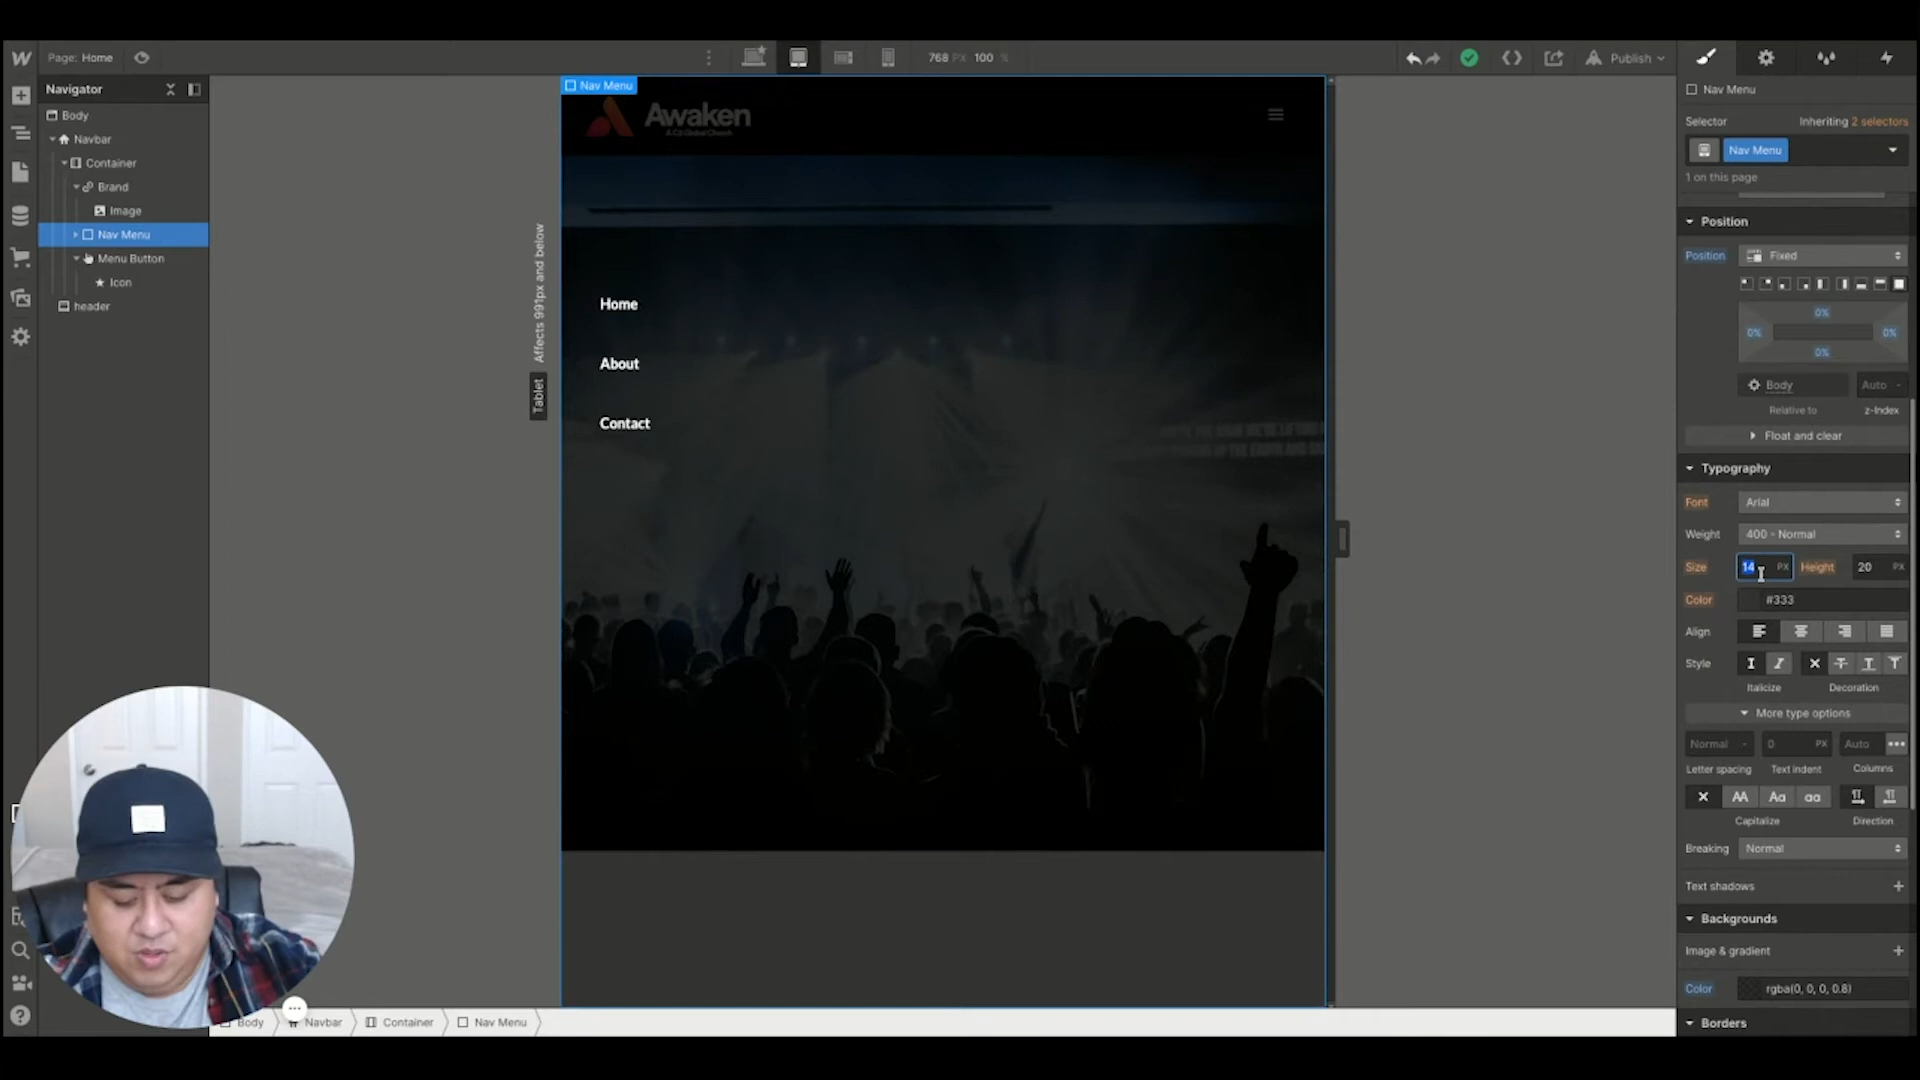 Page: Home
768 PX 100 %
Publish
Navigator
Body
Navbar
Container
Brand
Image
Nav Menu
Menu Button
Icon
header
Affects 991px and below
Tablet
Nav Menu
Awaken
A C3 Global Church
Home
About
Contact
Body
Navbar
Container
Nav Menu
Nav Menu
Selector
Inheriting 2 selectors
Nav Menu
1 on this page
Position
Position
Fixed
0%
0%
0%
0%
Body
Auto
Relative to
z-Index
Float and clear
Typography
Font
Arial
Weight
400 - Normal
Size
14
PX
Height
20
PX
Color
#333
Align
Style
Italicize
Decoration
More type options
Normal
0
PX
Auto
Letter spacing
Text indent
Columns
AA
Aa
aa
Capitalize
Direction
Breaking
Normal
Text shadows
Backgrounds
Image & gradient
Color
rgba(0, 0, 0, 0.8)
Borders